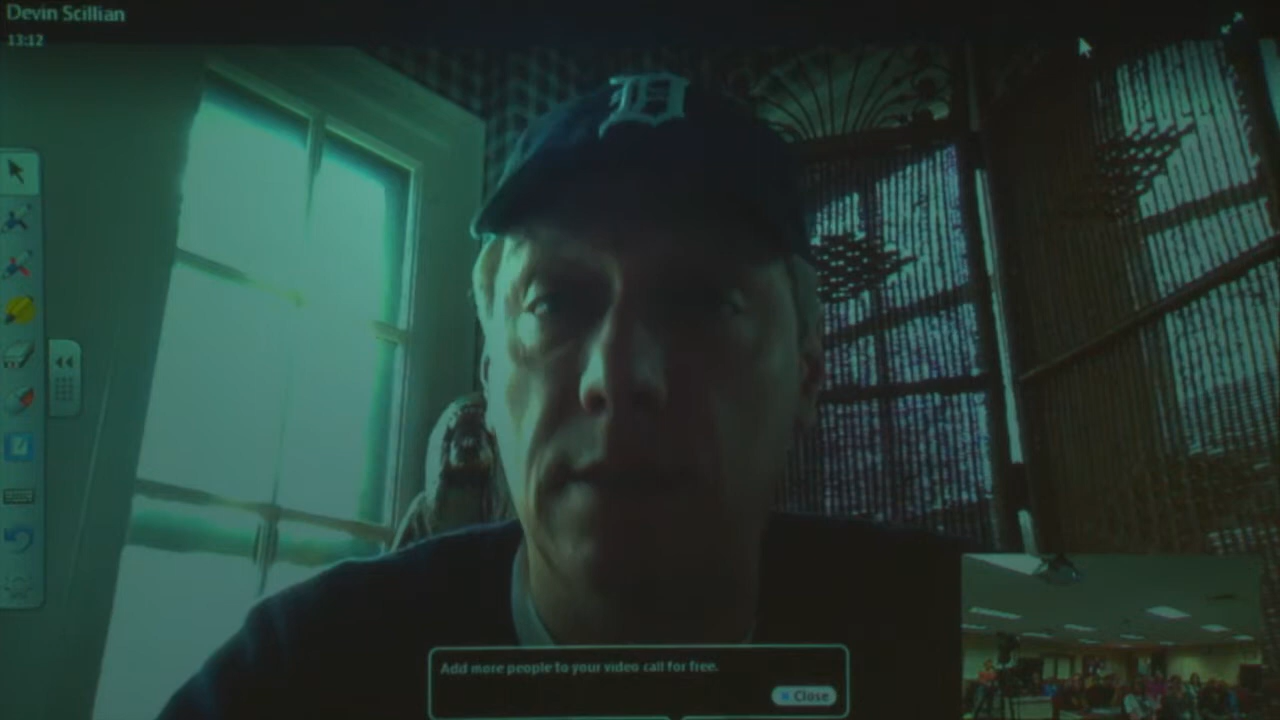 Devin Scillian
13:12
D
Add more people to your video call for free.
Close